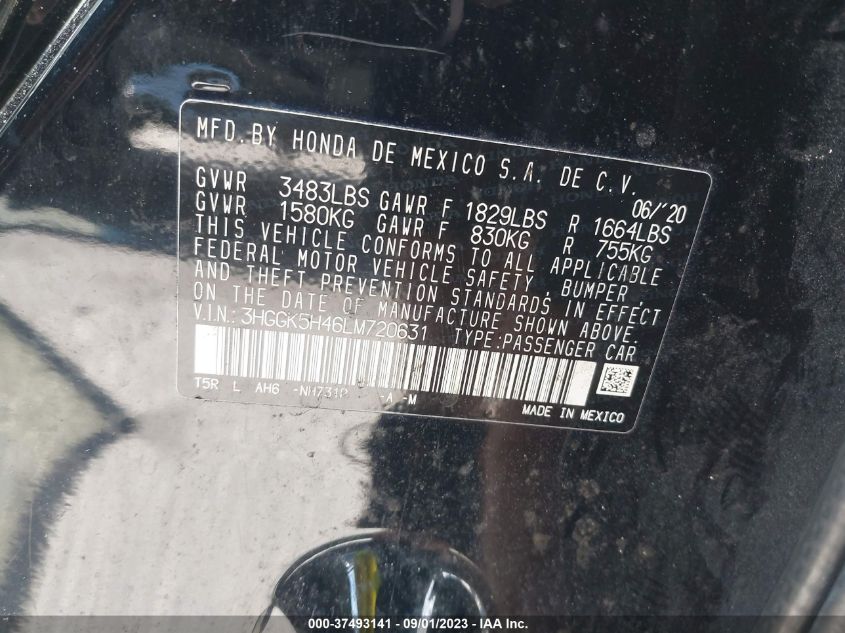 MFD. BY HONDA DE MEXICO S.A. DE C.V.
06/'20
GVWR 3483LBS GAWR F 1829LBS R 1664LBS
GVWR 1580KG GAWR F 830KG R 755KG
THIS VEHICLE CONFORMS TO ALL APPLICABLE
FEDERAL MOTOR VEHICLE SAFETY, BUMPER,
AND THEFT PREVENTION STANDARDS IN EFFECT
ON THE DATE OF MANUFACTURE SHOWN ABOVE.
V.I.N: 3HGGK5H46LM720631 TYPE:PASSENGER CAR
T5R L AH6 -NH731P -A -M
MADE IN MEXICO
000-37493141 - 09/01/2023 - IAA Inc.